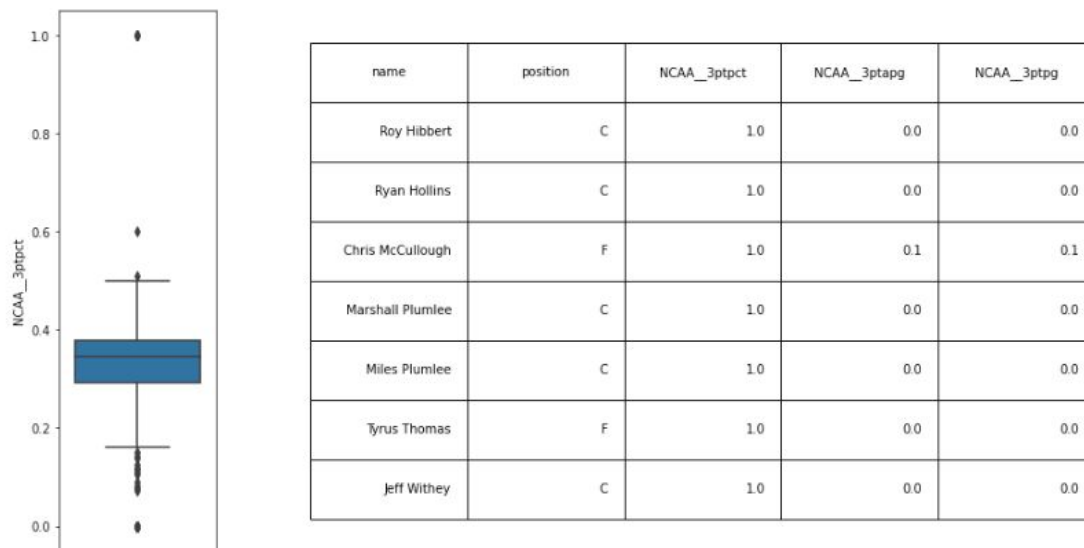 NCAA__3ptpct
1.0
0.8
0.6
0.4
0.2
0.0
name position NCAA__3ptpct NCAA__3ptapg NCAA__3ptpg
Roy Hibbert C 1.0 0.0 0.0
Ryan Hollins C 1.0 0.0 0.0
Chris McCullough F 1.0 0.1 0.1
Marshall Plumlee C 1.0 0.0 0.0
Miles Plumlee C 1.0 0.0 0.0
Tyrus Thomas F 1.0 0.0 0.0
Jeff Withey C 1.0 0.0 0.0